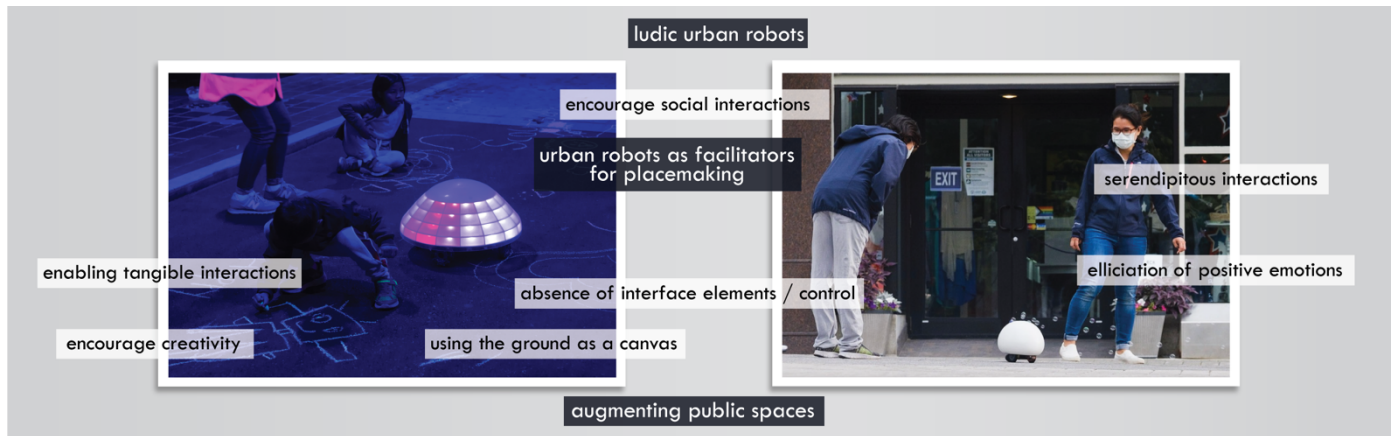 ludic urban robots
encourage social interactions
urban robots as facilitators
for placemaking
EXIT
serendipitous interactions
enabling tangible interactions
elliciation of positive emotions
absence of interface elements / control
encourage creativity
using the ground as a canvas
augmenting public spaces